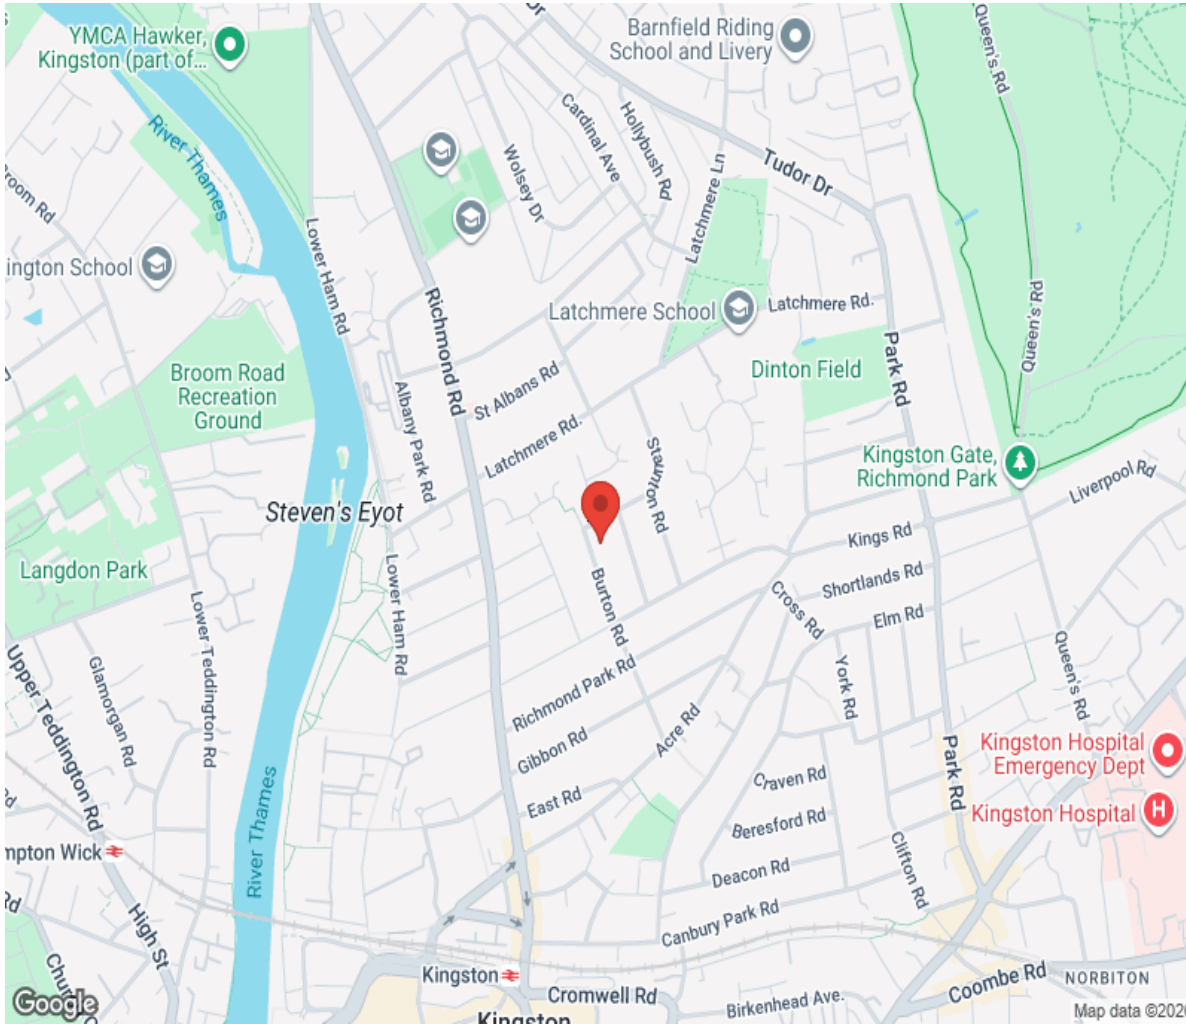 YMCA Hawker,
Kingston (part of...
Barnfield Riding
School and Livery
Queen's Rd
River Thames
Cardinal Ave
Hollybush Rd
Wolsey Dr
Tudor Dr
Latchmere Ln
Broom Rd
Lower Ham Rd
ington School
Richmond Rd
Latchmere School
Latchmere Rd.
Queen's Rd
Park Rd
Dinton Field
Broom Road
Recreation
Ground
Albany Park Rd
St Albans Rd
Latchmere Rd.
Staunton Rd
Kingston Gate,
Richmond Park
Liverpool Rd
Steven's Eyot
Kings Rd
Langdon Park
Lower Ham Rd
Burton Rd
Shortlands Rd
Cross Rd
Elm Rd
Lower Teddington Rd
Upper Teddington Rd
Glamorgan Rd
Richmond Park Rd
York Rd
Queen's Rd
Gibbon Rd
Acre Rd
Park Rd
Kingston Hospital
Emergency Dept
Craven Rd
East Rd
Kingston Hospital
H
Beresford Rd
River Thames
mpton Wick
Deacon Rd
Clifton Rd
High St
Canbury Park Rd
Kingston
Coombe Rd
NORBITON
Cromwell Rd
Birkenhead Ave.
Kingston
Google
Map data ©2026